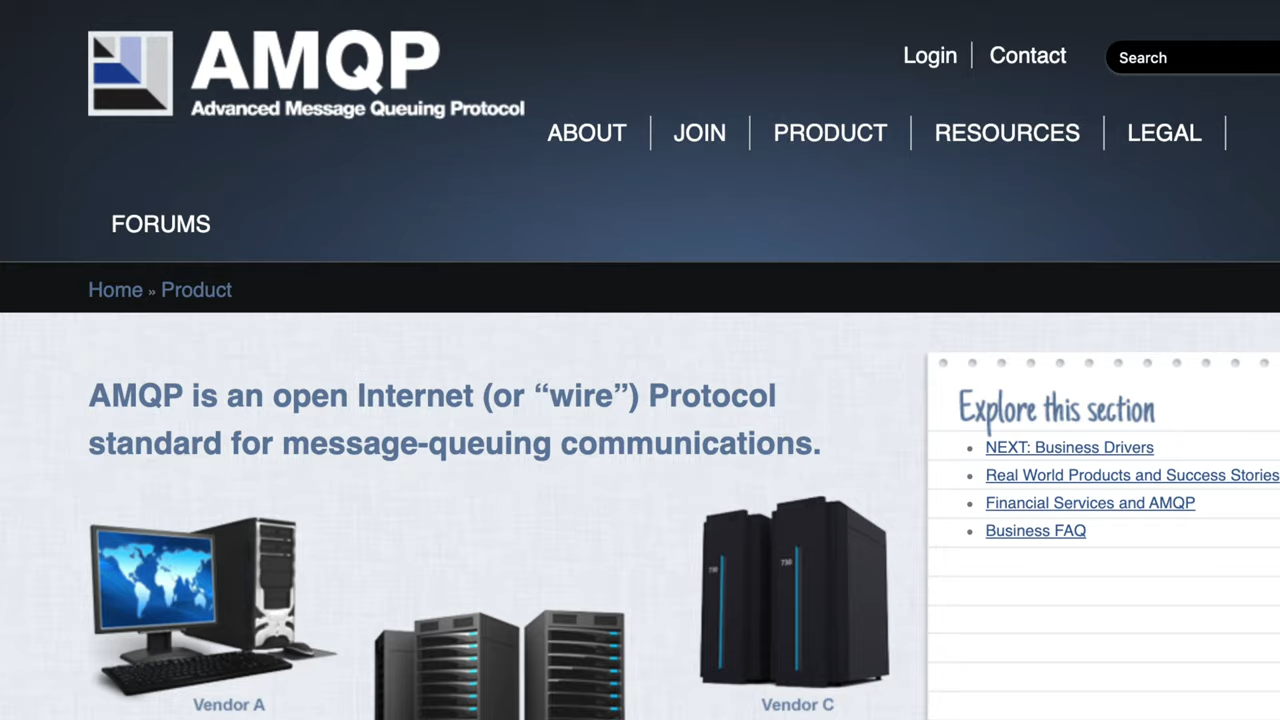 AMQP
Advanced Message Queuing Protocol
Login
Contact
Search
ABOUT
JOIN
PRODUCT
RESOURCES
LEGAL
FORUMS
Home » Product
AMQP is an open Internet (or “wire”) Protocol
standard for message-queuing communications.
Explore this section
NEXT: Business Drivers
Real World Products and Success Stories
Financial Services and AMQP
Business FAQ
T30
T30
Vendor A
Vendor C